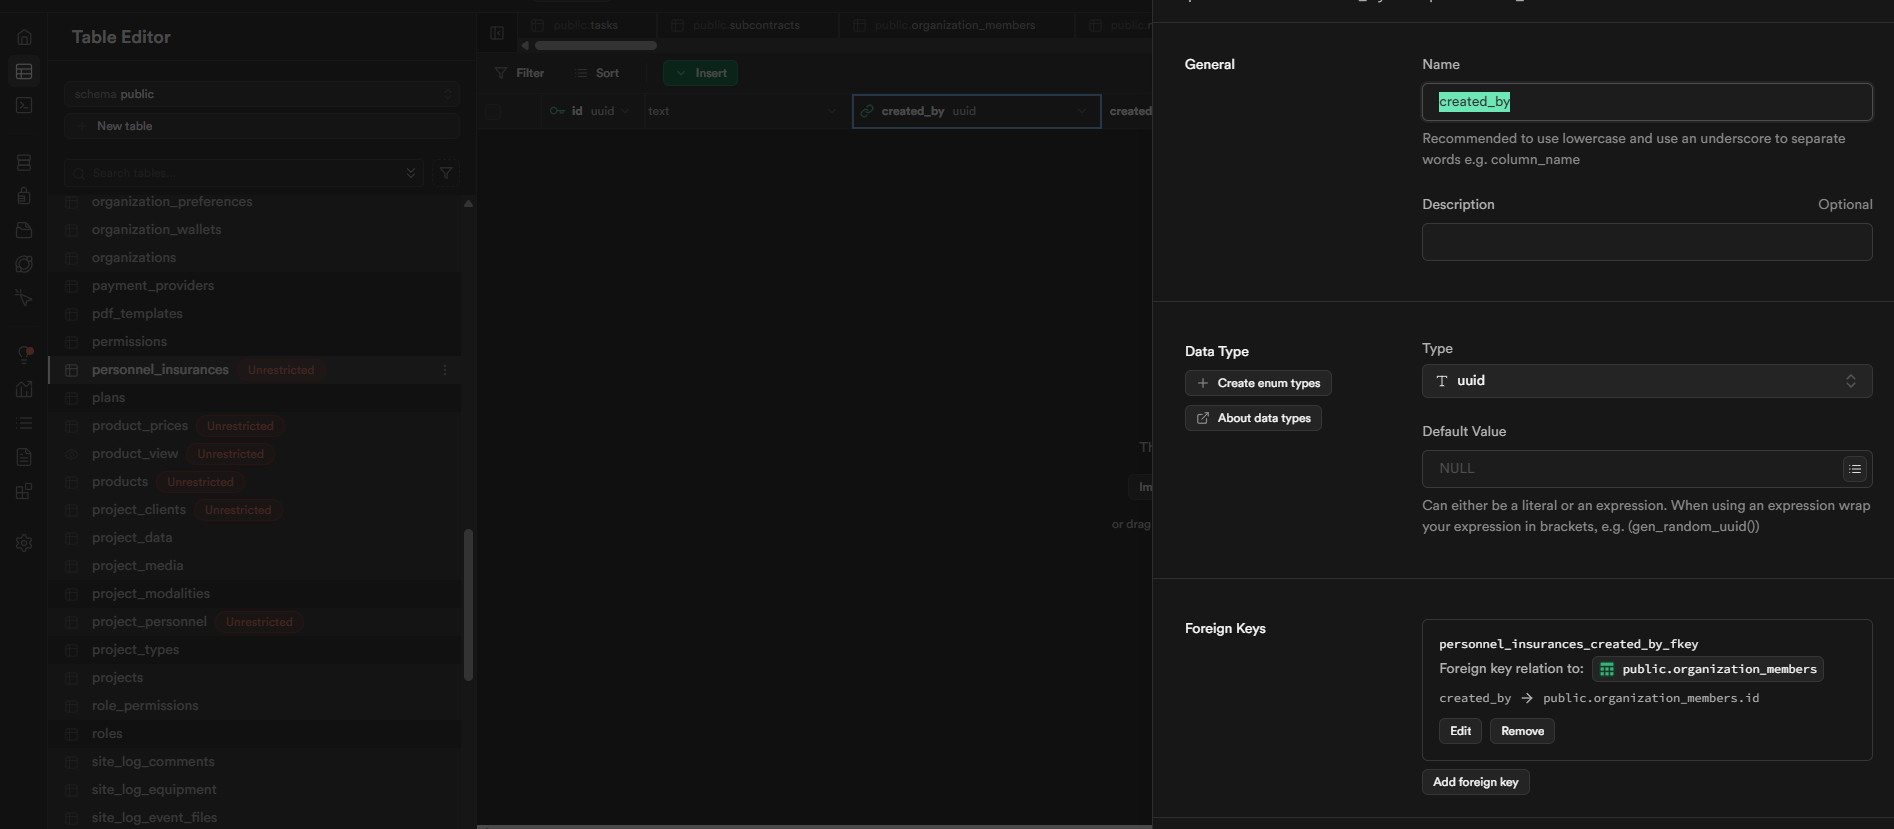 Table Editor
schema public
New table
Search tables...
organization_preferences
organization_wallets
organizations
payment_providers
pdf_templates
permissions
personnel_insurances Unrestricted
plans
product_prices Unrestricted
product_view Unrestricted
products Unrestricted
project_clients Unrestricted
project_data
project_media
project_modalities
project_personnel Unrestricted
project_types
projects
role_permissions
roles
site_log_comments
site_log_equipment
site_log_event_files
public.tasks public.subcontracts public.organization_members public.
Filter Sort Insert
id uuid text created_by uuid created
Th
Im
or drag
General
Name
created_by
Recommended to use lowercase and use an underscore to separate
words e.g. column_name
Description Optional
Data Type
Create enum types
About data types
Type
uuid
Default Value
NULL
Can either be a literal or an expression. When using an expression wrap
your expression in brackets, e.g. (gen_random_uuid())
Foreign Keys
personnel_insurances_created_by_fkey
Foreign key relation to: public.organization_members
created_by → public.organization_members.id
Edit Remove
Add foreign key